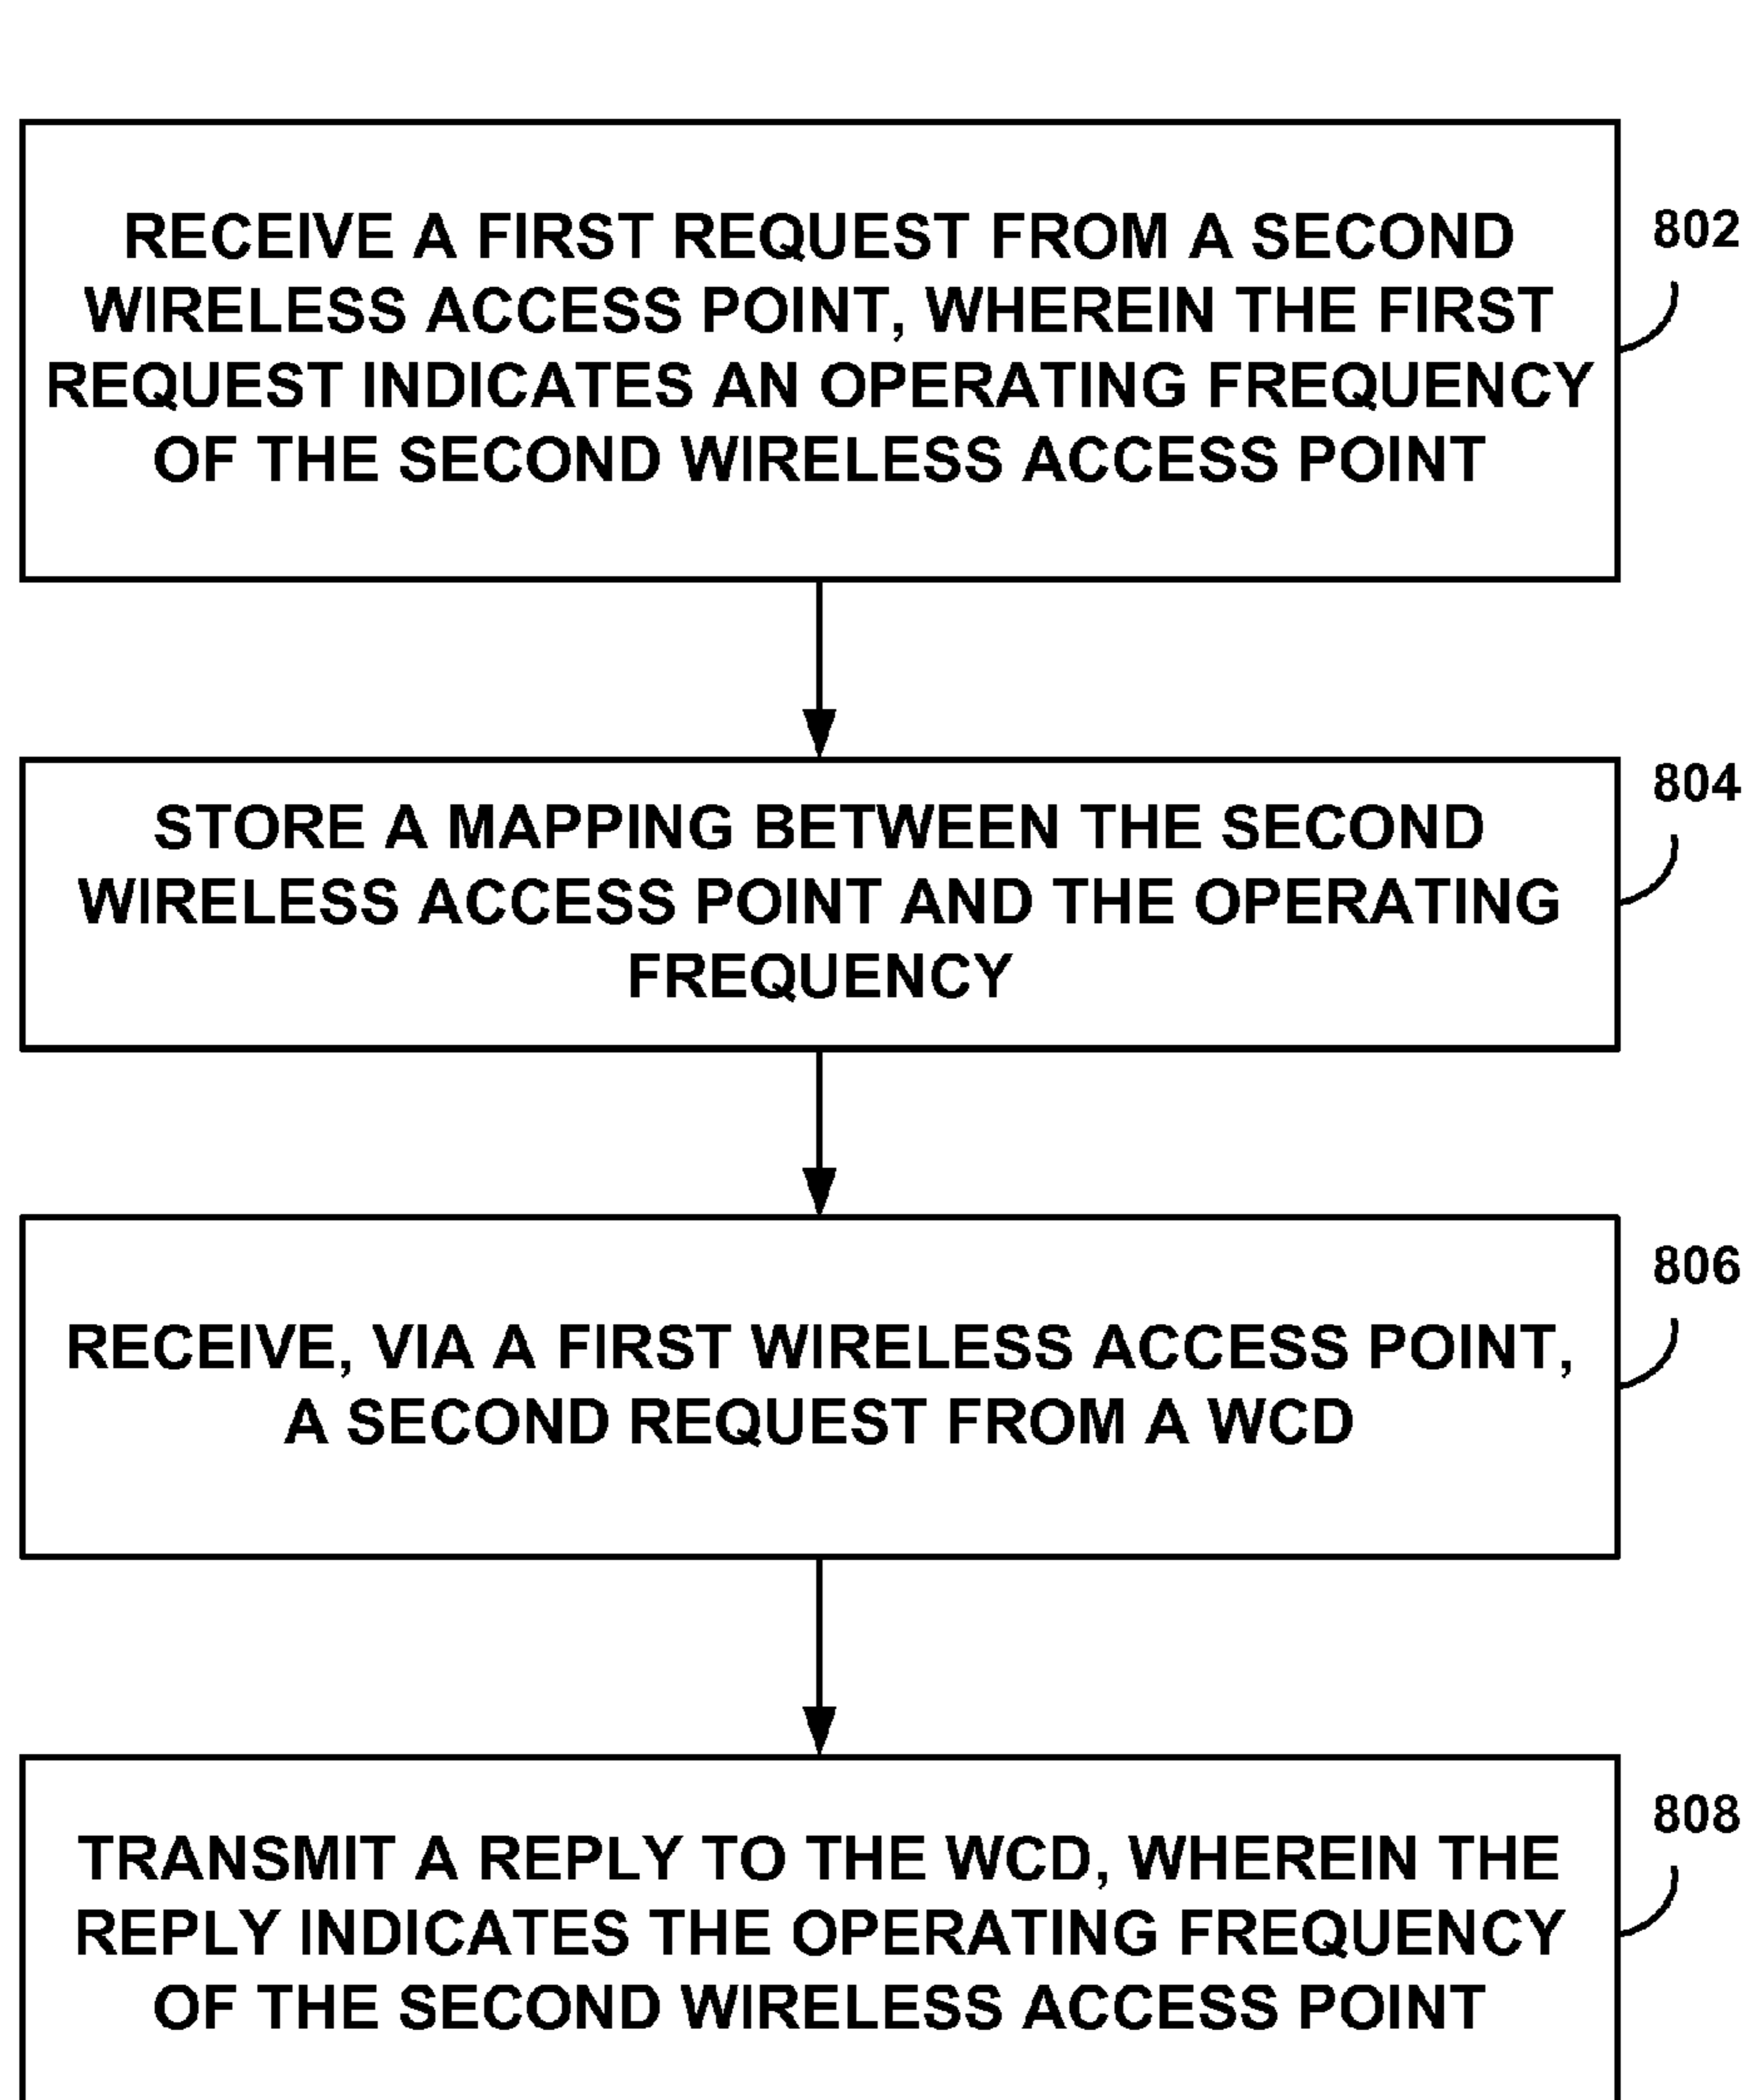 RECEIVE A FIRST REQUEST FROM A SECOND
WIRELESS ACCESS POINT, WHEREIN THE FIRST
REQUEST INDICATES AN OPERATING FREQUENCY
OF THE SECOND WIRELESS ACCESS POINT
802
STORE A MAPPING BETWEEN THE SECOND
WIRELESS ACCESS POINT AND THE OPERATING
FREQUENCY
804
RECEIVE, VIA A FIRST WIRELESS ACCESS POINT,
A SECOND REQUEST FROM A WCD
806
TRANSMIT A REPLY TO THE WCD, WHEREIN THE
REPLY INDICATES THE OPERATING FREQUENCY
OF THE SECOND WIRELESS ACCESS POINT
808